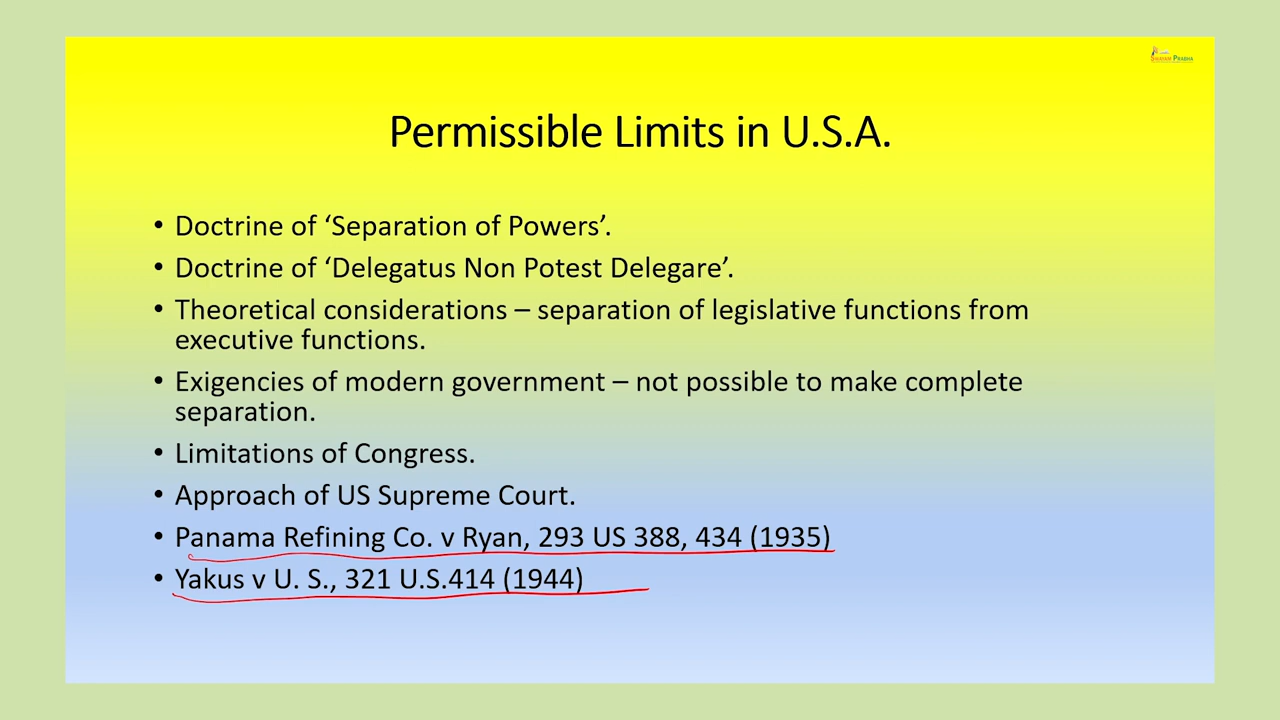 Permissible Limits in U.S.A.
• Doctrine of ‘Separation of Powers’.
• Doctrine of ‘Delegatus Non Potest Delegare’.
• Theoretical considerations – separation of legislative functions from
executive functions.
• Exigencies of modern government – not possible to make complete
separation.
• Limitations of Congress.
• Approach of US Supreme Court.
• Panama Refining Co. v Ryan, 293 US 388, 434 (1935)
• Yakus v U. S., 321 U.S.414 (1944)